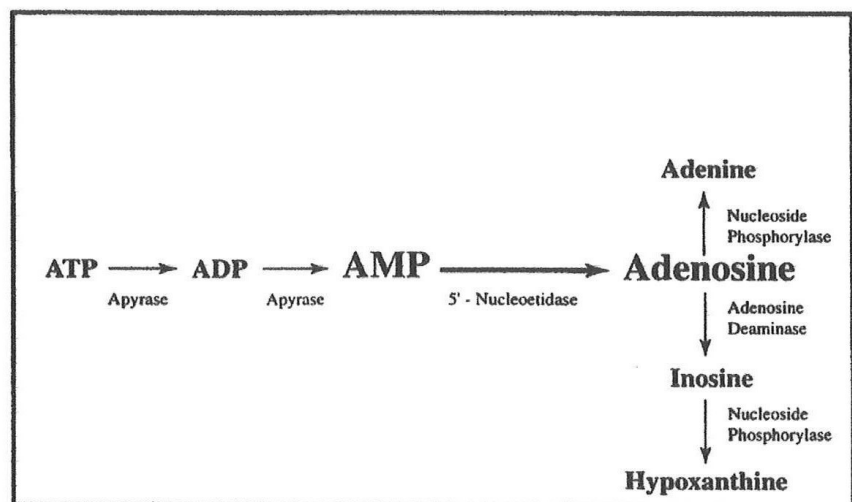 Adenine
Nucleoside
Phosphorylase
ATP ADP AMP Adenosine
Apyrase Apyrase 5' - Nucleoetidase
Adenosine
Deaminase
Inosine
Nucleoside
Phosphorylase
Hypoxanthine